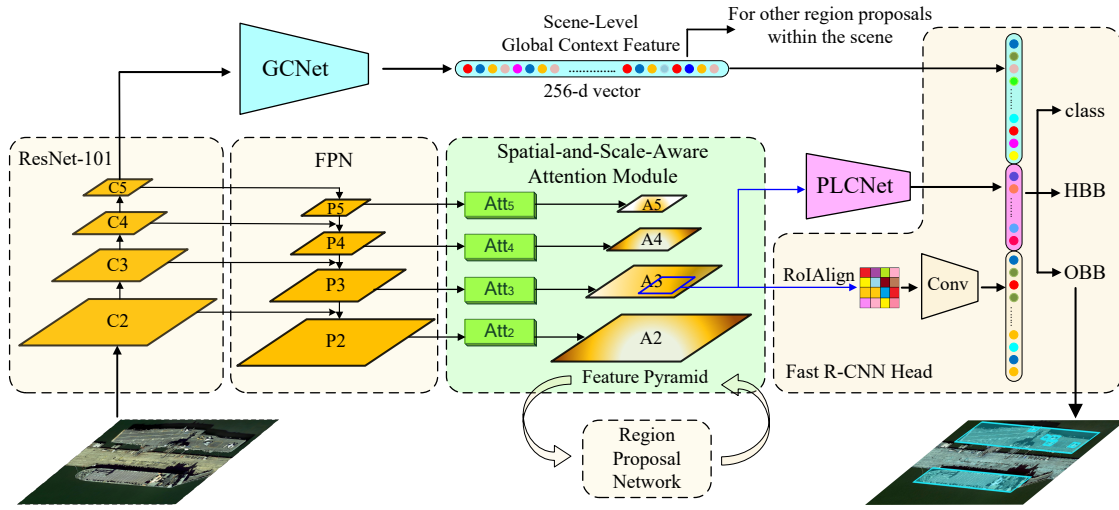 GCNet
Scene-Level
Global Context Feature
256-d vector
For other region proposals
within the scene
ResNet-101
C5
C4
C3
C2
FPN
P5
P4
P3
P2
Spatial-and-Scale-Aware
Attention Module
Att5
Att4
Att3
Att2
A5
A4
A3
A2
Feature Pyramid
Region
Proposal
Network
PLCNet
RoIAlign
Conv
Fast R-CNN Head
class
HBB
OBB